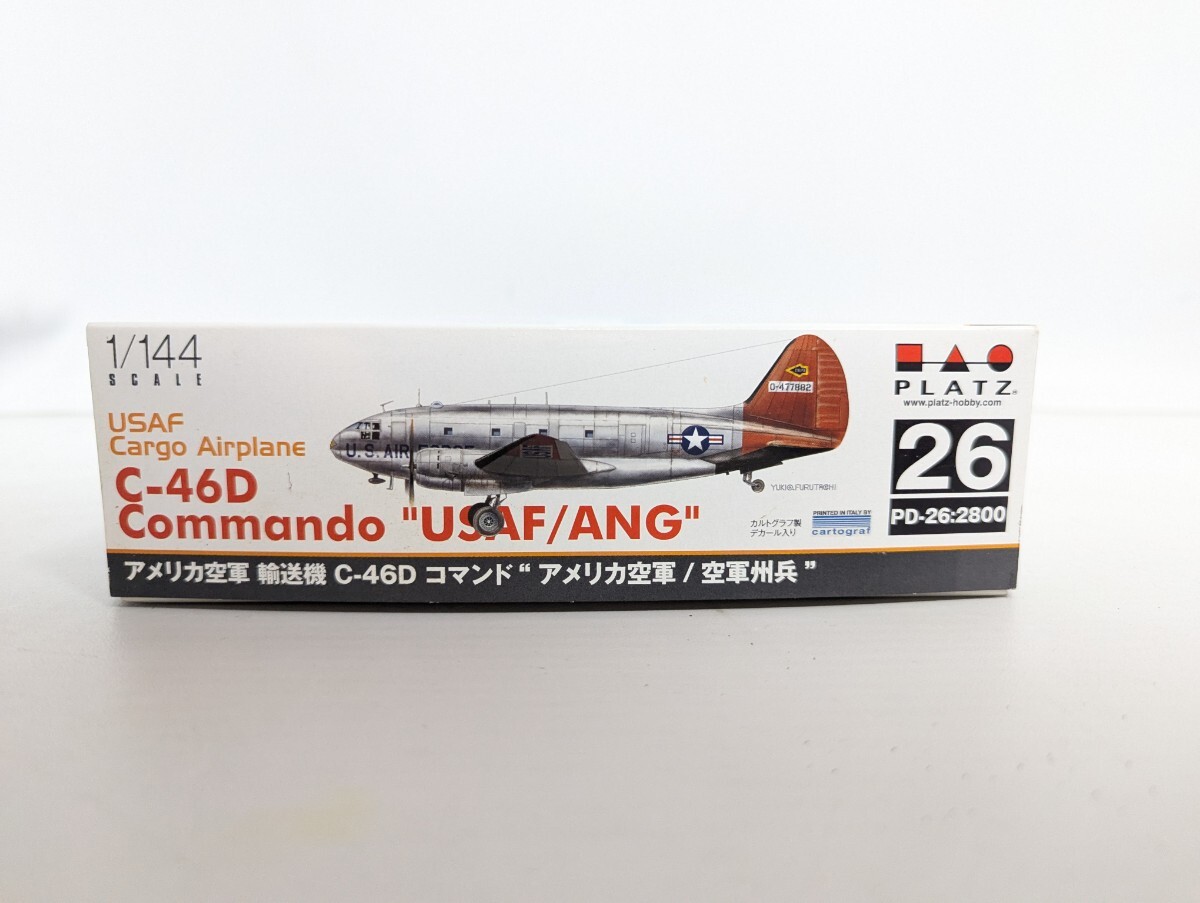 1/144
SCALE
USAF
Cargo Airplane
C-46D
Commando "USAF/ANG"
アメリカ空軍 輸送機 C-46D コマンド“ アメリカ空軍 / 空軍州兵 ”
U.S. AIR FORCE
0-477882
YUKIO.FURUTACHI
カルトグラフ製
デカール入り
PRINTED IN ITALY BY
cartograf
PLATZ®
www.platz-hobby.com
26
PD-26:2800